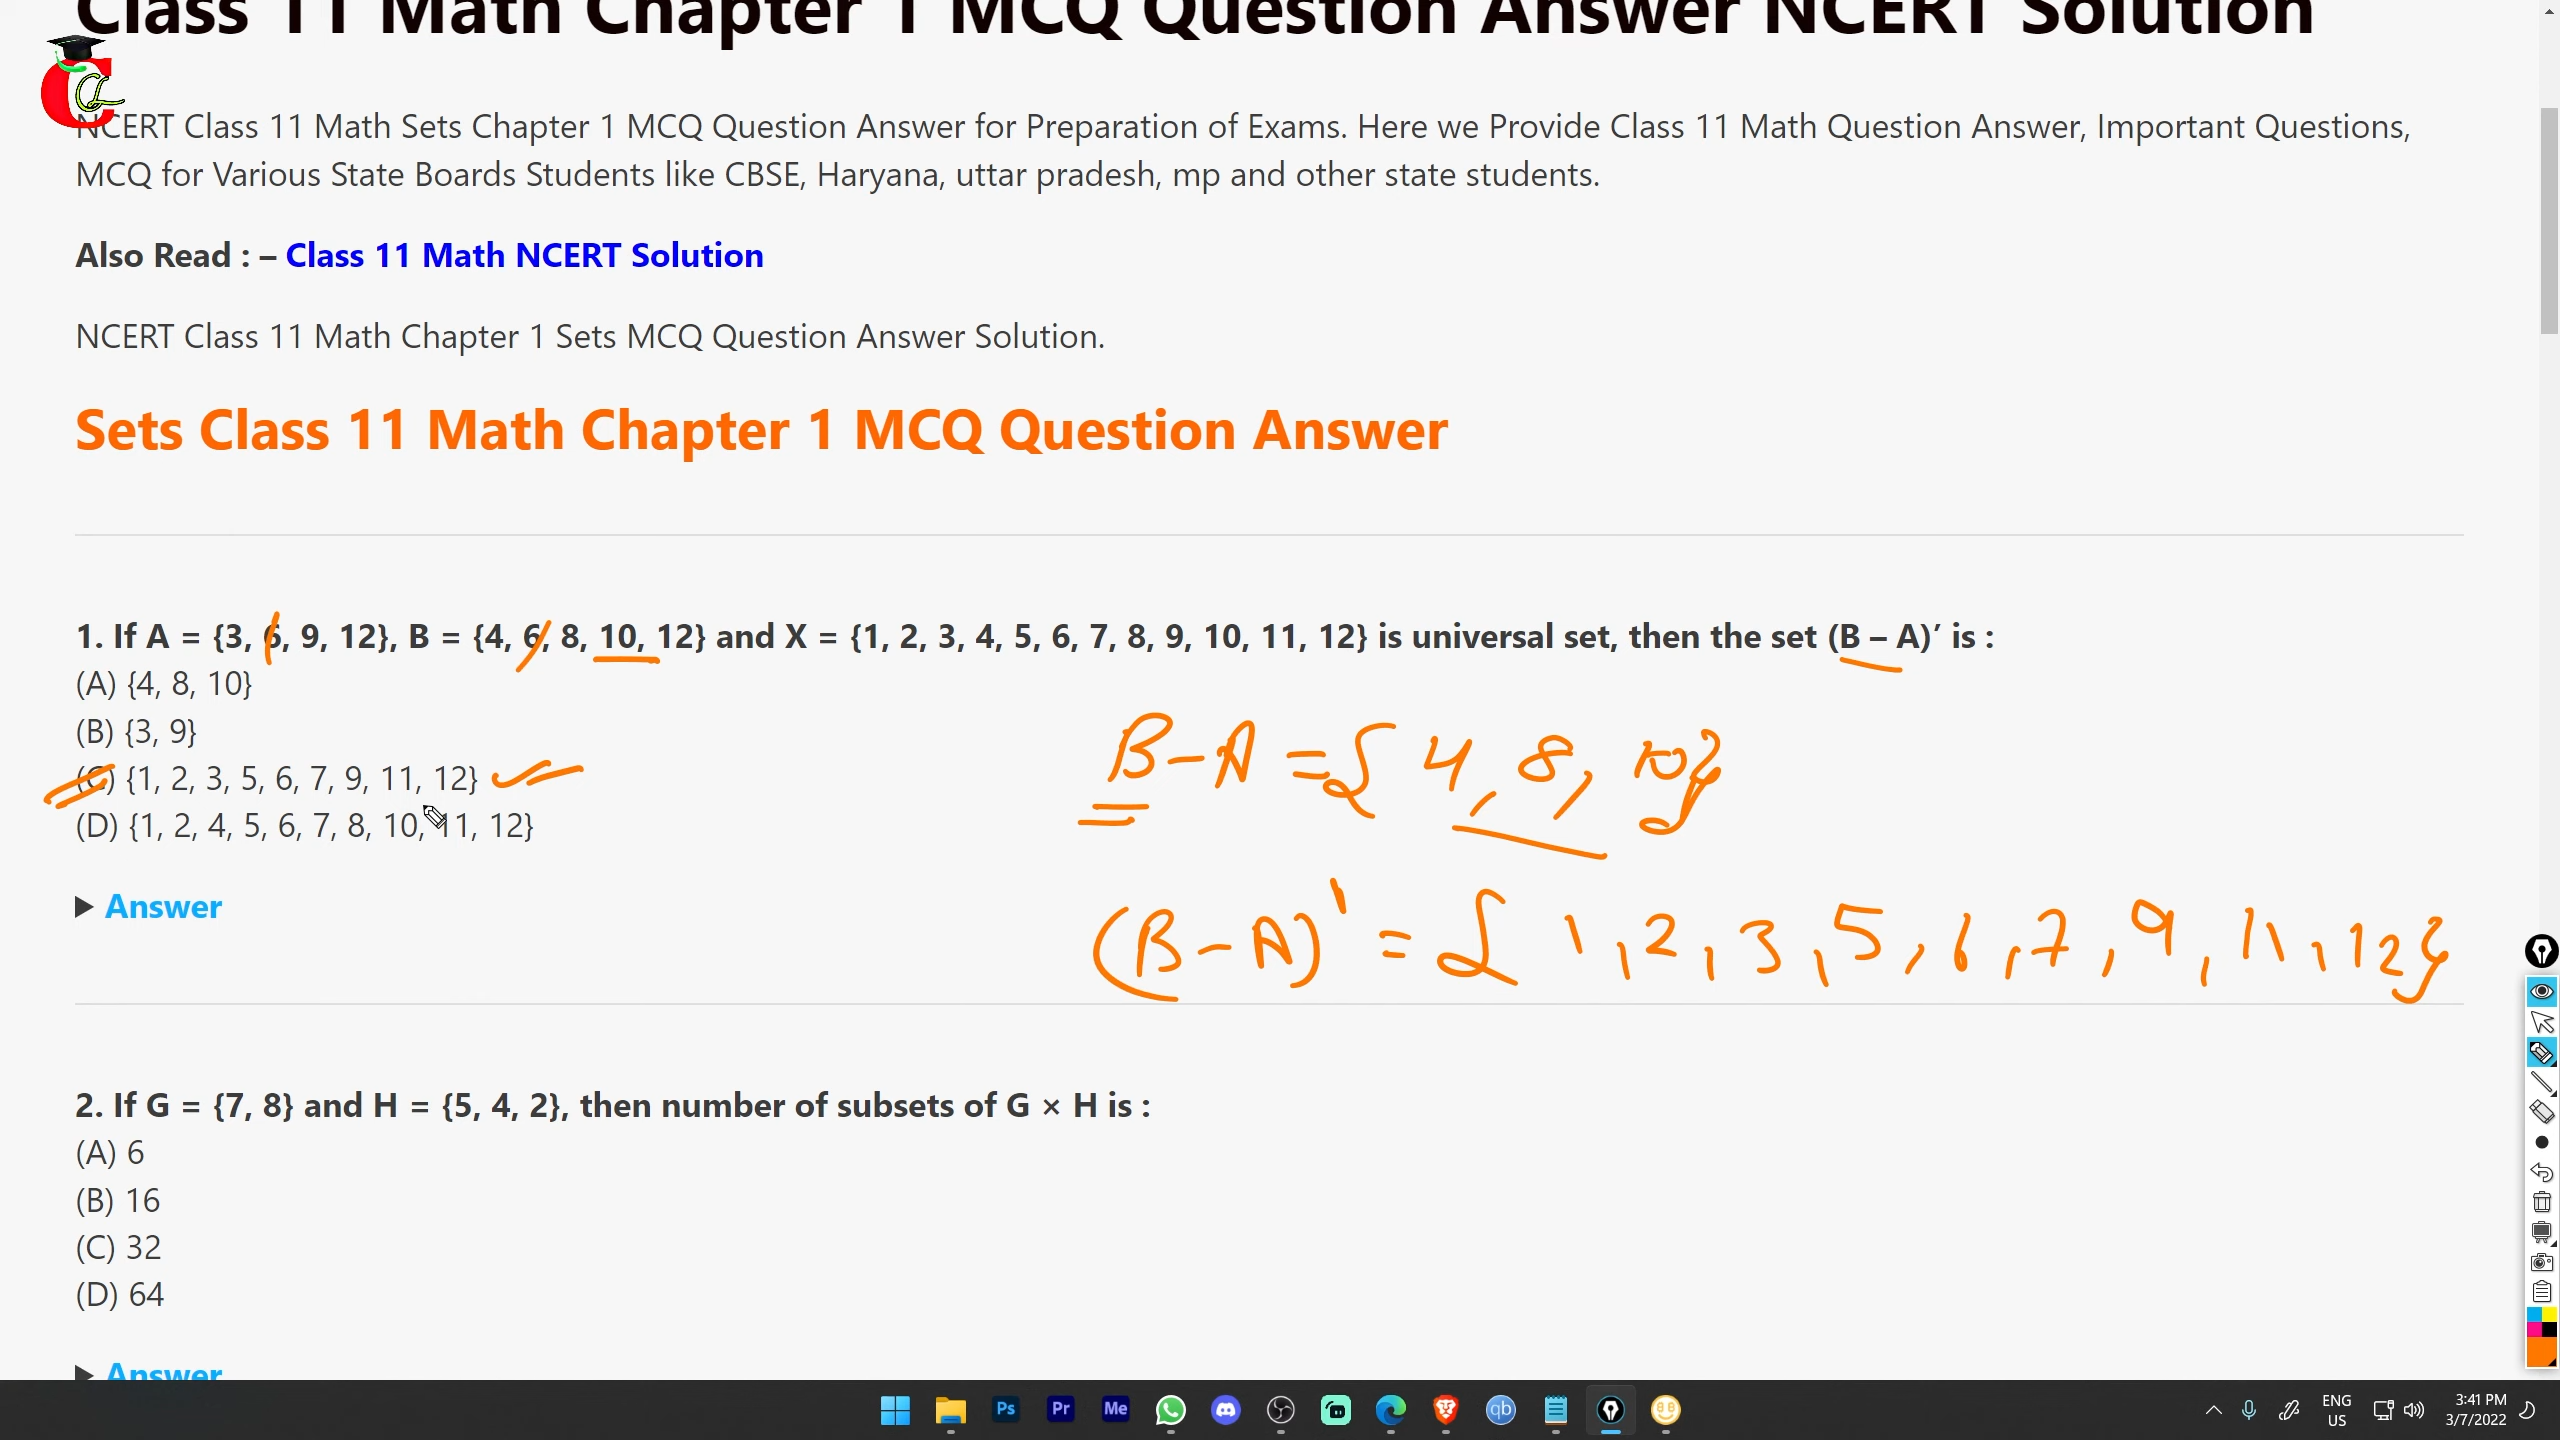 Class 11 Math Chapter 1 MCQ Question Answer NCERT Solution
NCERT Class 11 Math Sets Chapter 1 MCQ Question Answer for Preparation of Exams. Here we Provide Class 11 Math Question Answer, Important Questions,
MCQ for Various State Boards Students like CBSE, Haryana, uttar pradesh, mp and other state students.
Also Read : – Class 11 Math NCERT Solution
NCERT Class 11 Math Chapter 1 Sets MCQ Question Answer Solution.
Sets Class 11 Math Chapter 1 MCQ Question Answer
1. If A = {3, 6, 9, 12}, B = {4, 6, 8, 10, 12} and X = {1, 2, 3, 4, 5, 6, 7, 8, 9, 10, 11, 12} is universal set, then the set (B – A)’ is :
(A) {4, 8, 10}
(B) {3, 9}
(C) {1, 2, 3, 5, 6, 7, 9, 11, 12}
(D) {1, 2, 4, 5, 6, 7, 8, 10, 11, 12}
B-A = { 4, 8, 10}
Answer
(B-A)' = { 1, 2, 3, 5, 6, 7, 9, 11, 12}
2. If G = {7, 8} and H = {5, 4, 2}, then number of subsets of G × H is :
(A) 6
(B) 16
(C) 32
(D) 64
Answer
Ps Pr Me qb
ENG
US
3:41 PM
3/7/2022